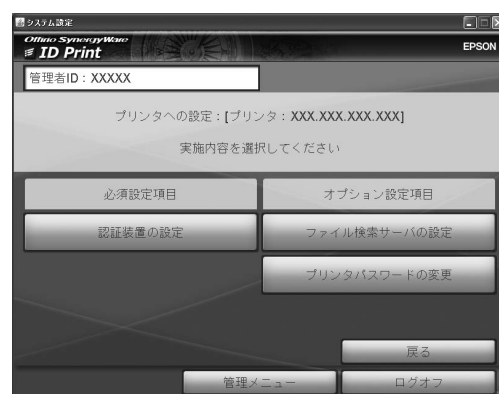 システム設定
Offirio SynergyWare
ID Print
EPSON
管理者ID：XXXXX
プリンタへの設定：[プリンタ：XXX.XXX.XXX.XXX]
実施内容を選択してください
必須設定項目
オプション設定項目
認証装置の設定
ファイル検索サーバの設定
プリンタパスワードの変更
戻る
管理メニュー
ログオフ